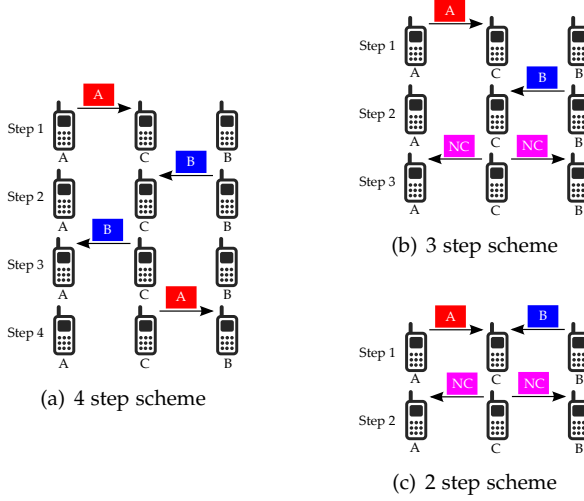 A
Step 1
A C B
B
Step 2
A C B
B
Step 3
A C B
A
Step 4
A C B
(a) 4 step scheme
A
Step 1
A C B
B
Step 2
A C B
NC NC
Step 3
A C B
(b) 3 step scheme
A B
Step 1
A C B
NC NC
Step 2
A C B
(c) 2 step scheme